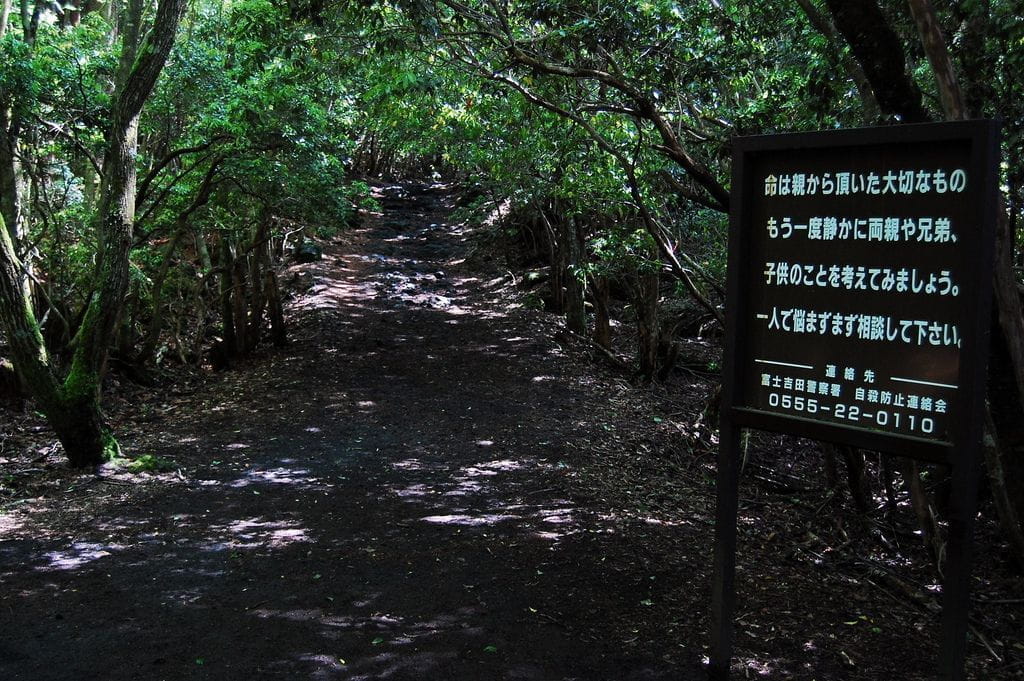 命は親から頂いた大切なもの
もう一度静かに両親や兄弟、
子供のことを考えてみましょう。
一人で悩まずまず相談して下さい。
連絡先
富士吉田警察署 自殺防止連絡会
0555-22-0110